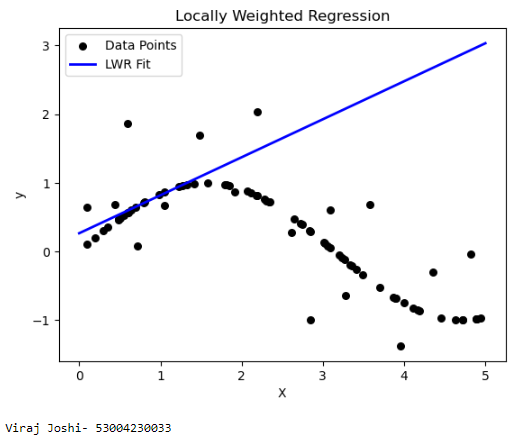 Locally Weighted Regression
Data Points
LWR Fit
3
2
1
0
−1
y
0 1 2 3 4 5
X
Viraj Joshi- 53004230033